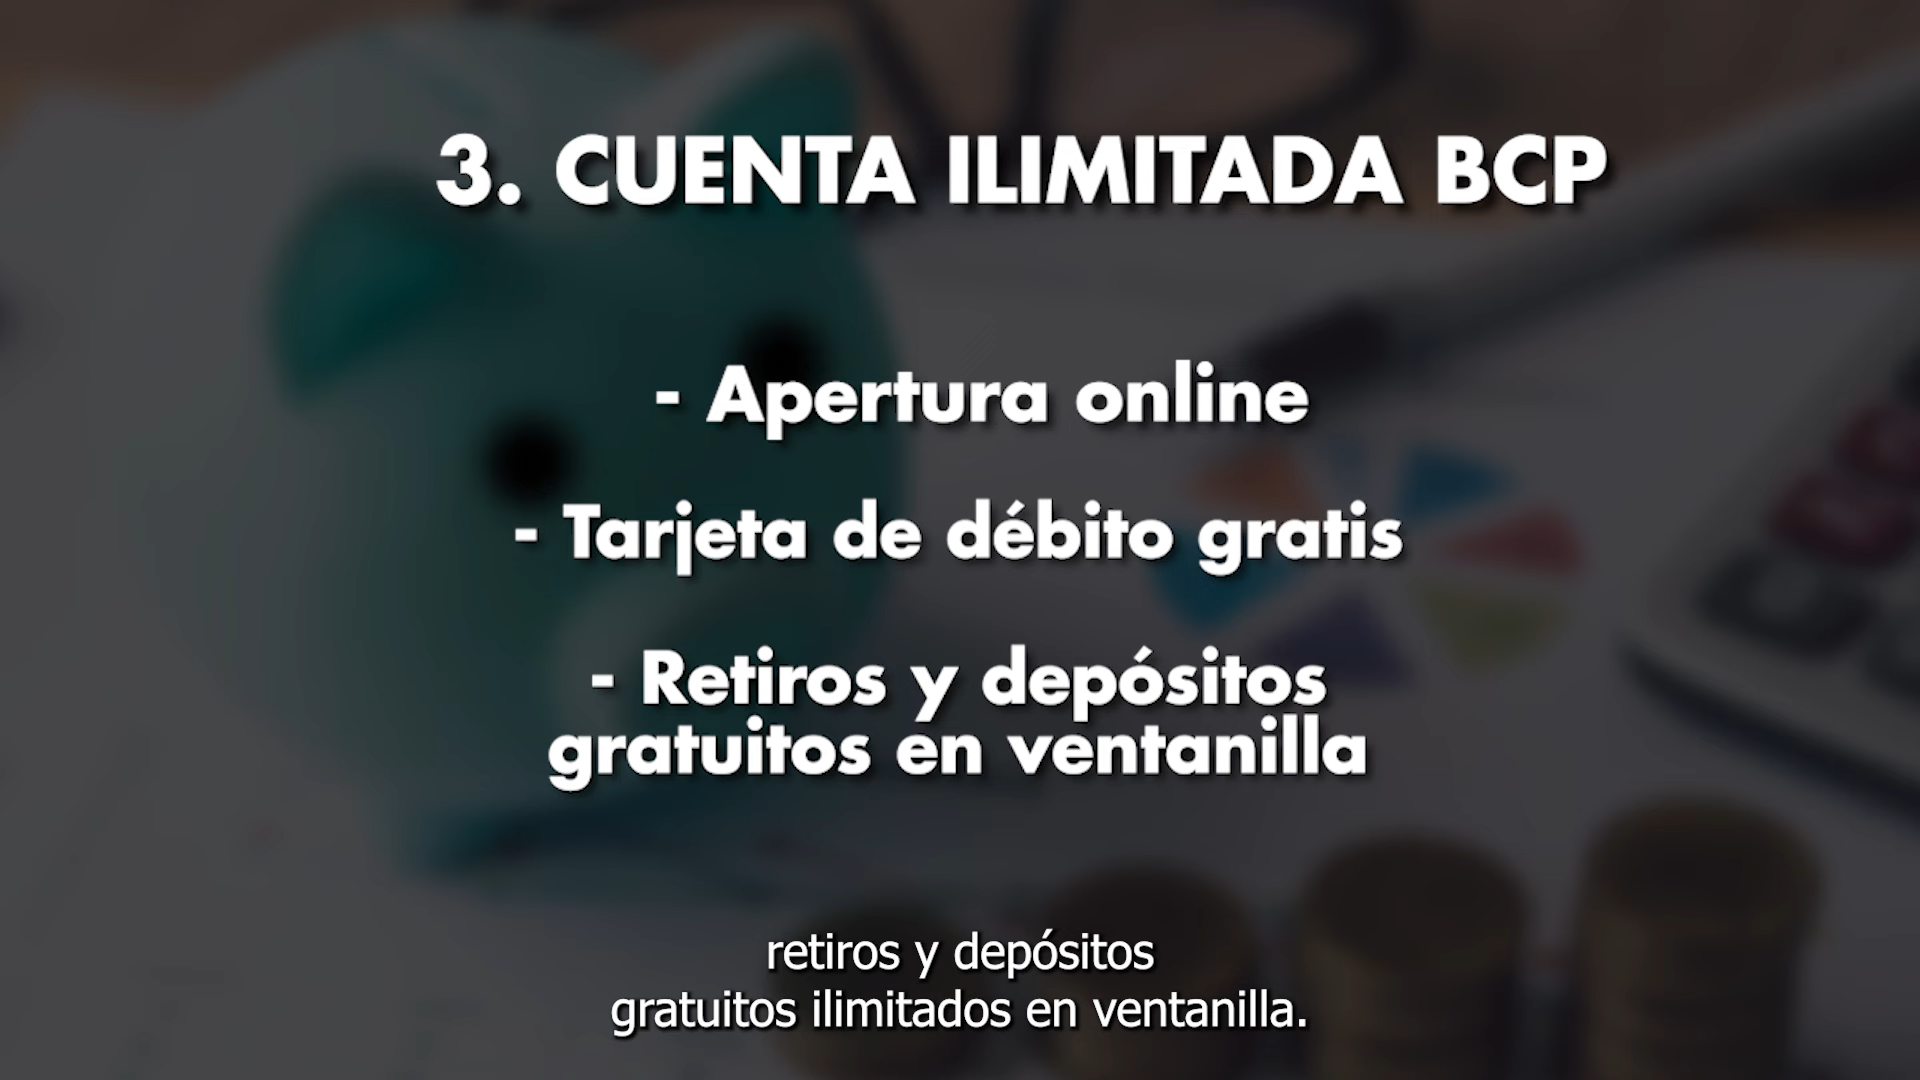 3. CUENTA ILIMITADA BCP
- Apertura online
- Tarjeta de débito gratis
- Retiros y depósitos
gratuitos en ventanilla
retiros y depósitos
gratuitos ilimitados en ventanilla.